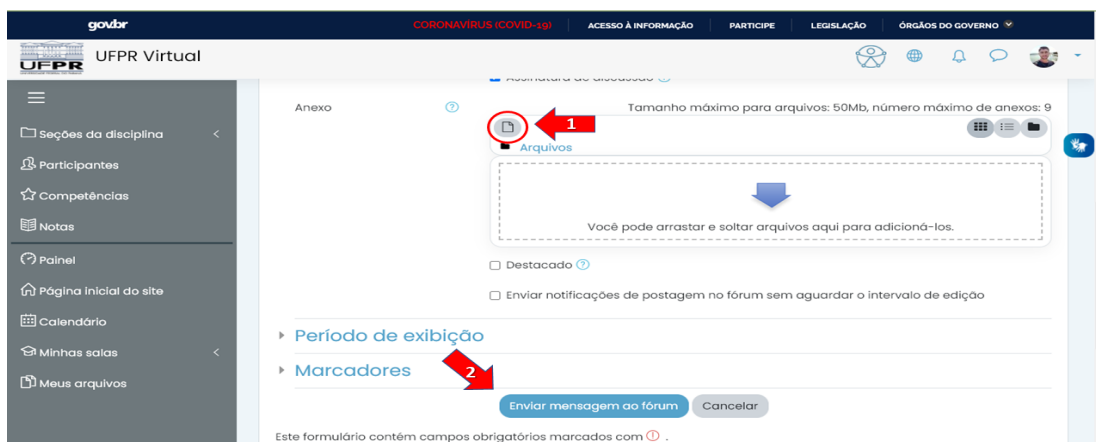 govbr
CORONAVÍRUS (COVID-19)
ACESSO À INFORMAÇÃO
PARTICIPE
LEGISLAÇÃO
ÓRGÃOS DO GOVERNO
UFPR
UFPR Virtual
Assinatura de discussão
Seções da disciplina
Participantes
Competências
Notas
Painel
Página inicial do site
Calendário
Minhas salas
Meus arquivos
Anexo
Tamanho máximo para arquivos: 50Mb, número máximo de anexos: 9
1
Arquivos
Você pode arrastar e soltar arquivos aqui para adicioná-los.
Destacado
Enviar notificações de postagem no fórum sem aguardar o intervalo de edição
Período de exibição
Marcadores
2
Enviar mensagem ao fórum
Cancelar
Este formulário contém campos obrigatórios marcados com .